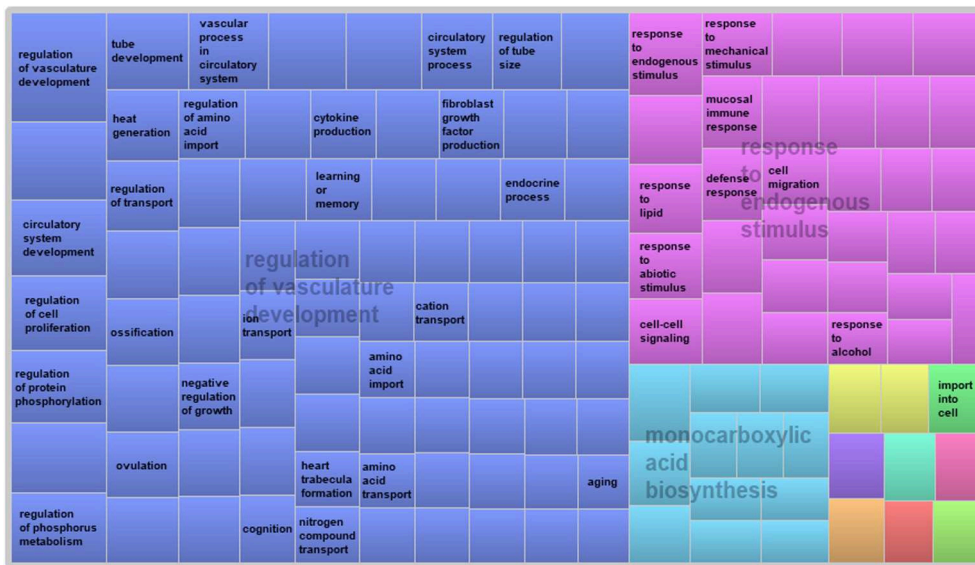 regulation
of vasculature
development
tube
development
vascular
process
in
circulatory
system
circulatory
system
process
regulation
of tube
size
response
to
endogenous
stimulus
response
to
mechanical
stimulus
heat
generation
regulation
of amino
acid
import
cytokine
production
fibroblast
growth
factor
production
mucosal
immune
response
regulation
of transport
learning
or
memory
endocrine
process
response
to
lipid
defense
response
cell
migration
response
to
endogenous
stimulus
circulatory
system
development
regulation
of vasculature
development
response
to
abiotic
stimulus
regulation
of cell
proliferation
ossification
ion
transport
cation
transport
cell-cell
signaling
response
to
alcohol
regulation
of protein
phosphorylation
negative
regulation
of growth
amino
acid
import
import
into
cell
monocarboxylic
acid
biosynthesis
ovulation
heart
trabecula
formation
amino
acid
transport
aging
regulation
of phosphorus
metabolism
cognition
nitrogen
compound
transport